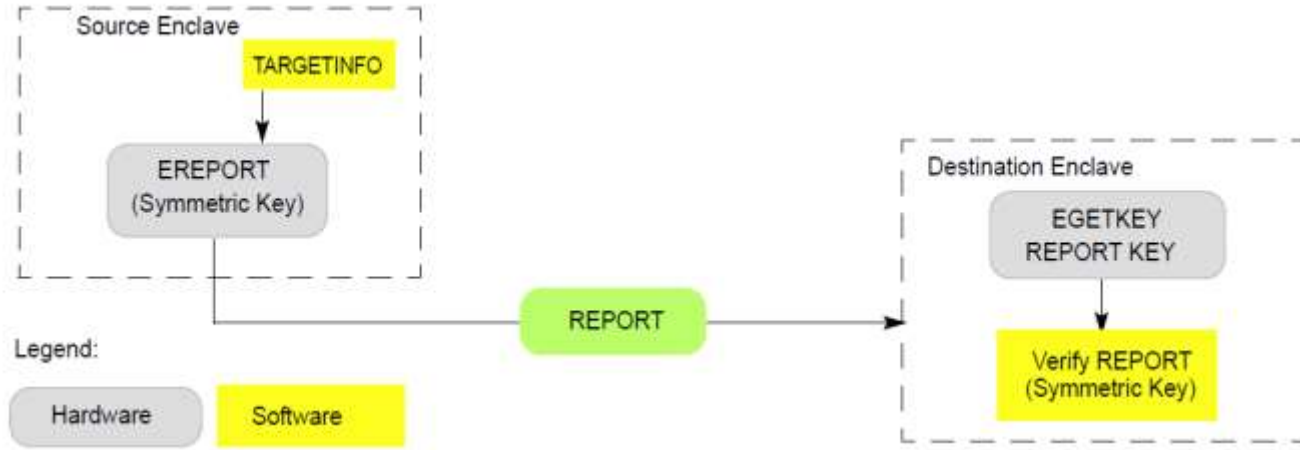 Source Enclave
TARGETINFO
EREPORT
(Symmetric Key)
Destination Enclave
EGETKEY
REPORT KEY
REPORT
Verify REPORT
(Symmetric Key)
Legend:
Hardware
Software